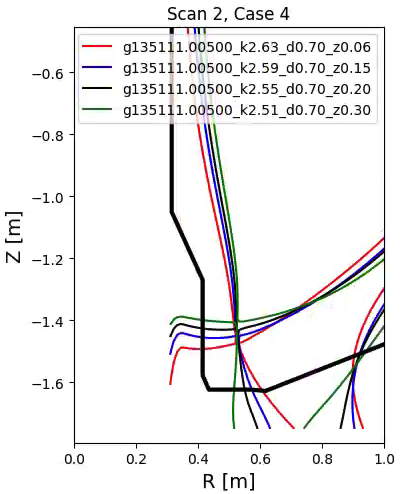 Scan 2, Case 4
g135111.00500_k2.63_d0.70_z0.06
g135111.00500_k2.59_d0.70_z0.15
g135111.00500_k2.55_d0.70_z0.20
g135111.00500_k2.51_d0.70_z0.30
−0.6
−0.8
−1.0
−1.2
−1.4
−1.6
Z [m]
0.0 0.2 0.4 0.6 0.8 1.0
R [m]